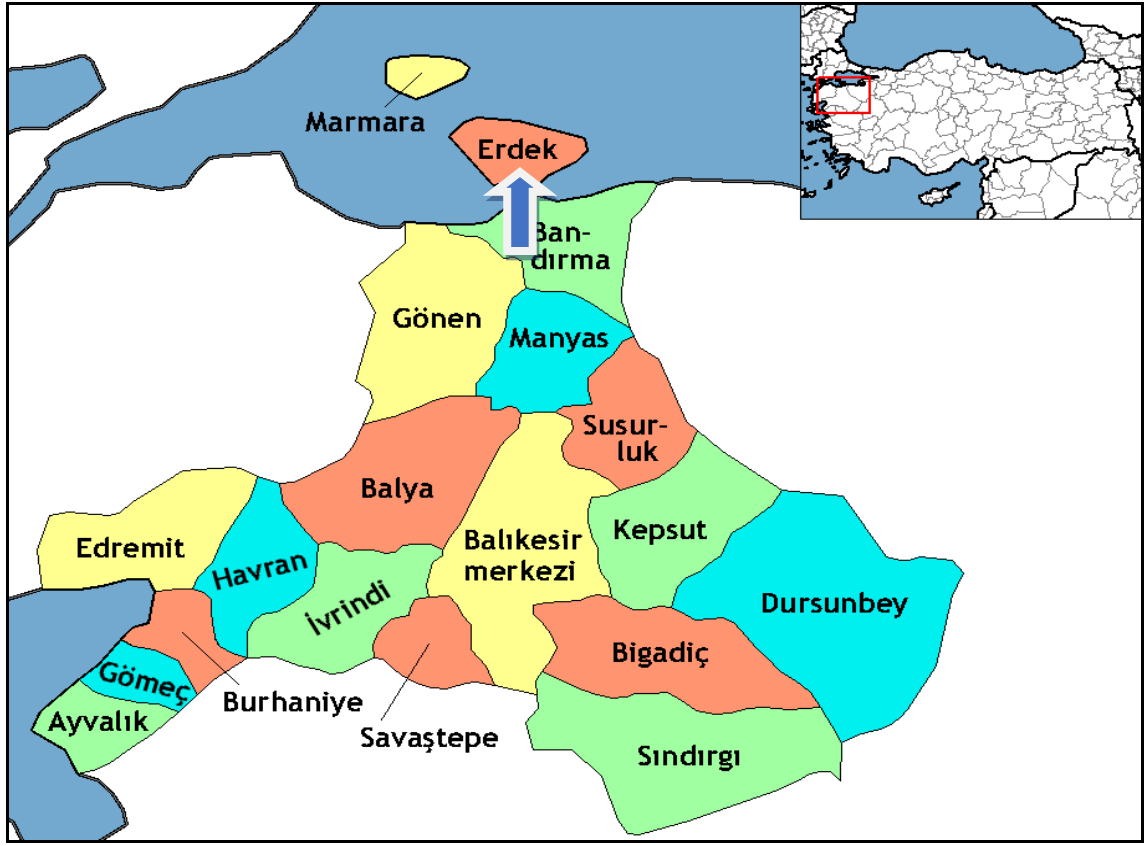 Marmara
Erdek
Ban-
dırma
Gönen
Manyas
Susur-
luk
Balya
Edremit
Havran
Balıkesir
merkezi
Kepsut
İvrindi
Dursunbey
Bigadiç
Gömeç
Burhaniye
Ayvalık
Savaştepe
Sındırgı